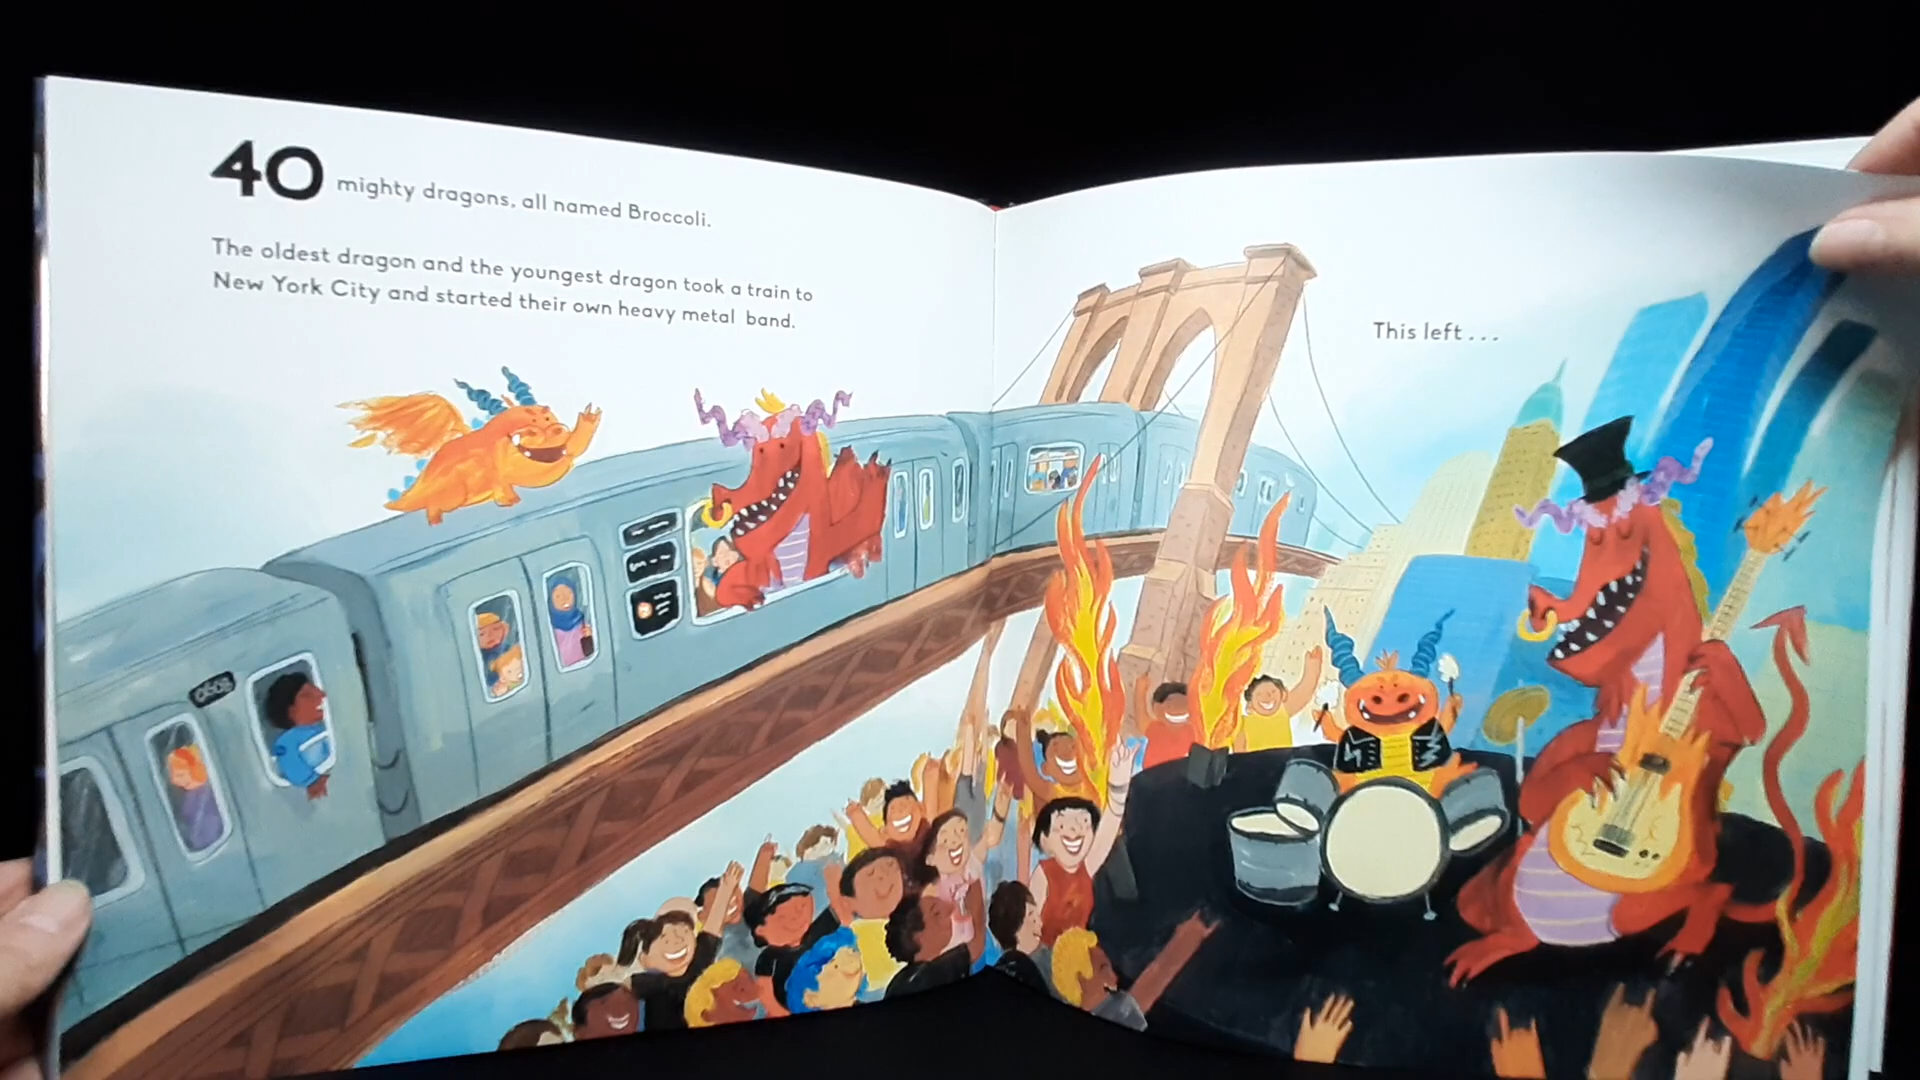 40 mighty dragons, all named Broccoli.
The oldest dragon and the youngest dragon took a train to
New York City and started their own heavy metal band.
This left...
0608